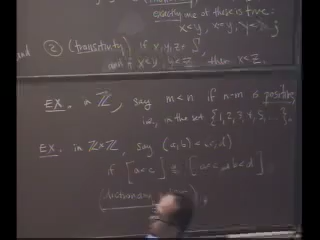 exactly one of these is true:
x<y, x=y, y<x
and ② (transitivity) if x,y,z ∈ S,
and if x<y, y<z then x<z.
EX. in ℤ, say m<n if n-m is positive
i.e., in the set {1,2,3,4,5,...}.
EX. in ℤ×ℤ, say (a,b) < (c,d)
if [a<c] or [a=c and b<d]
(dictionary